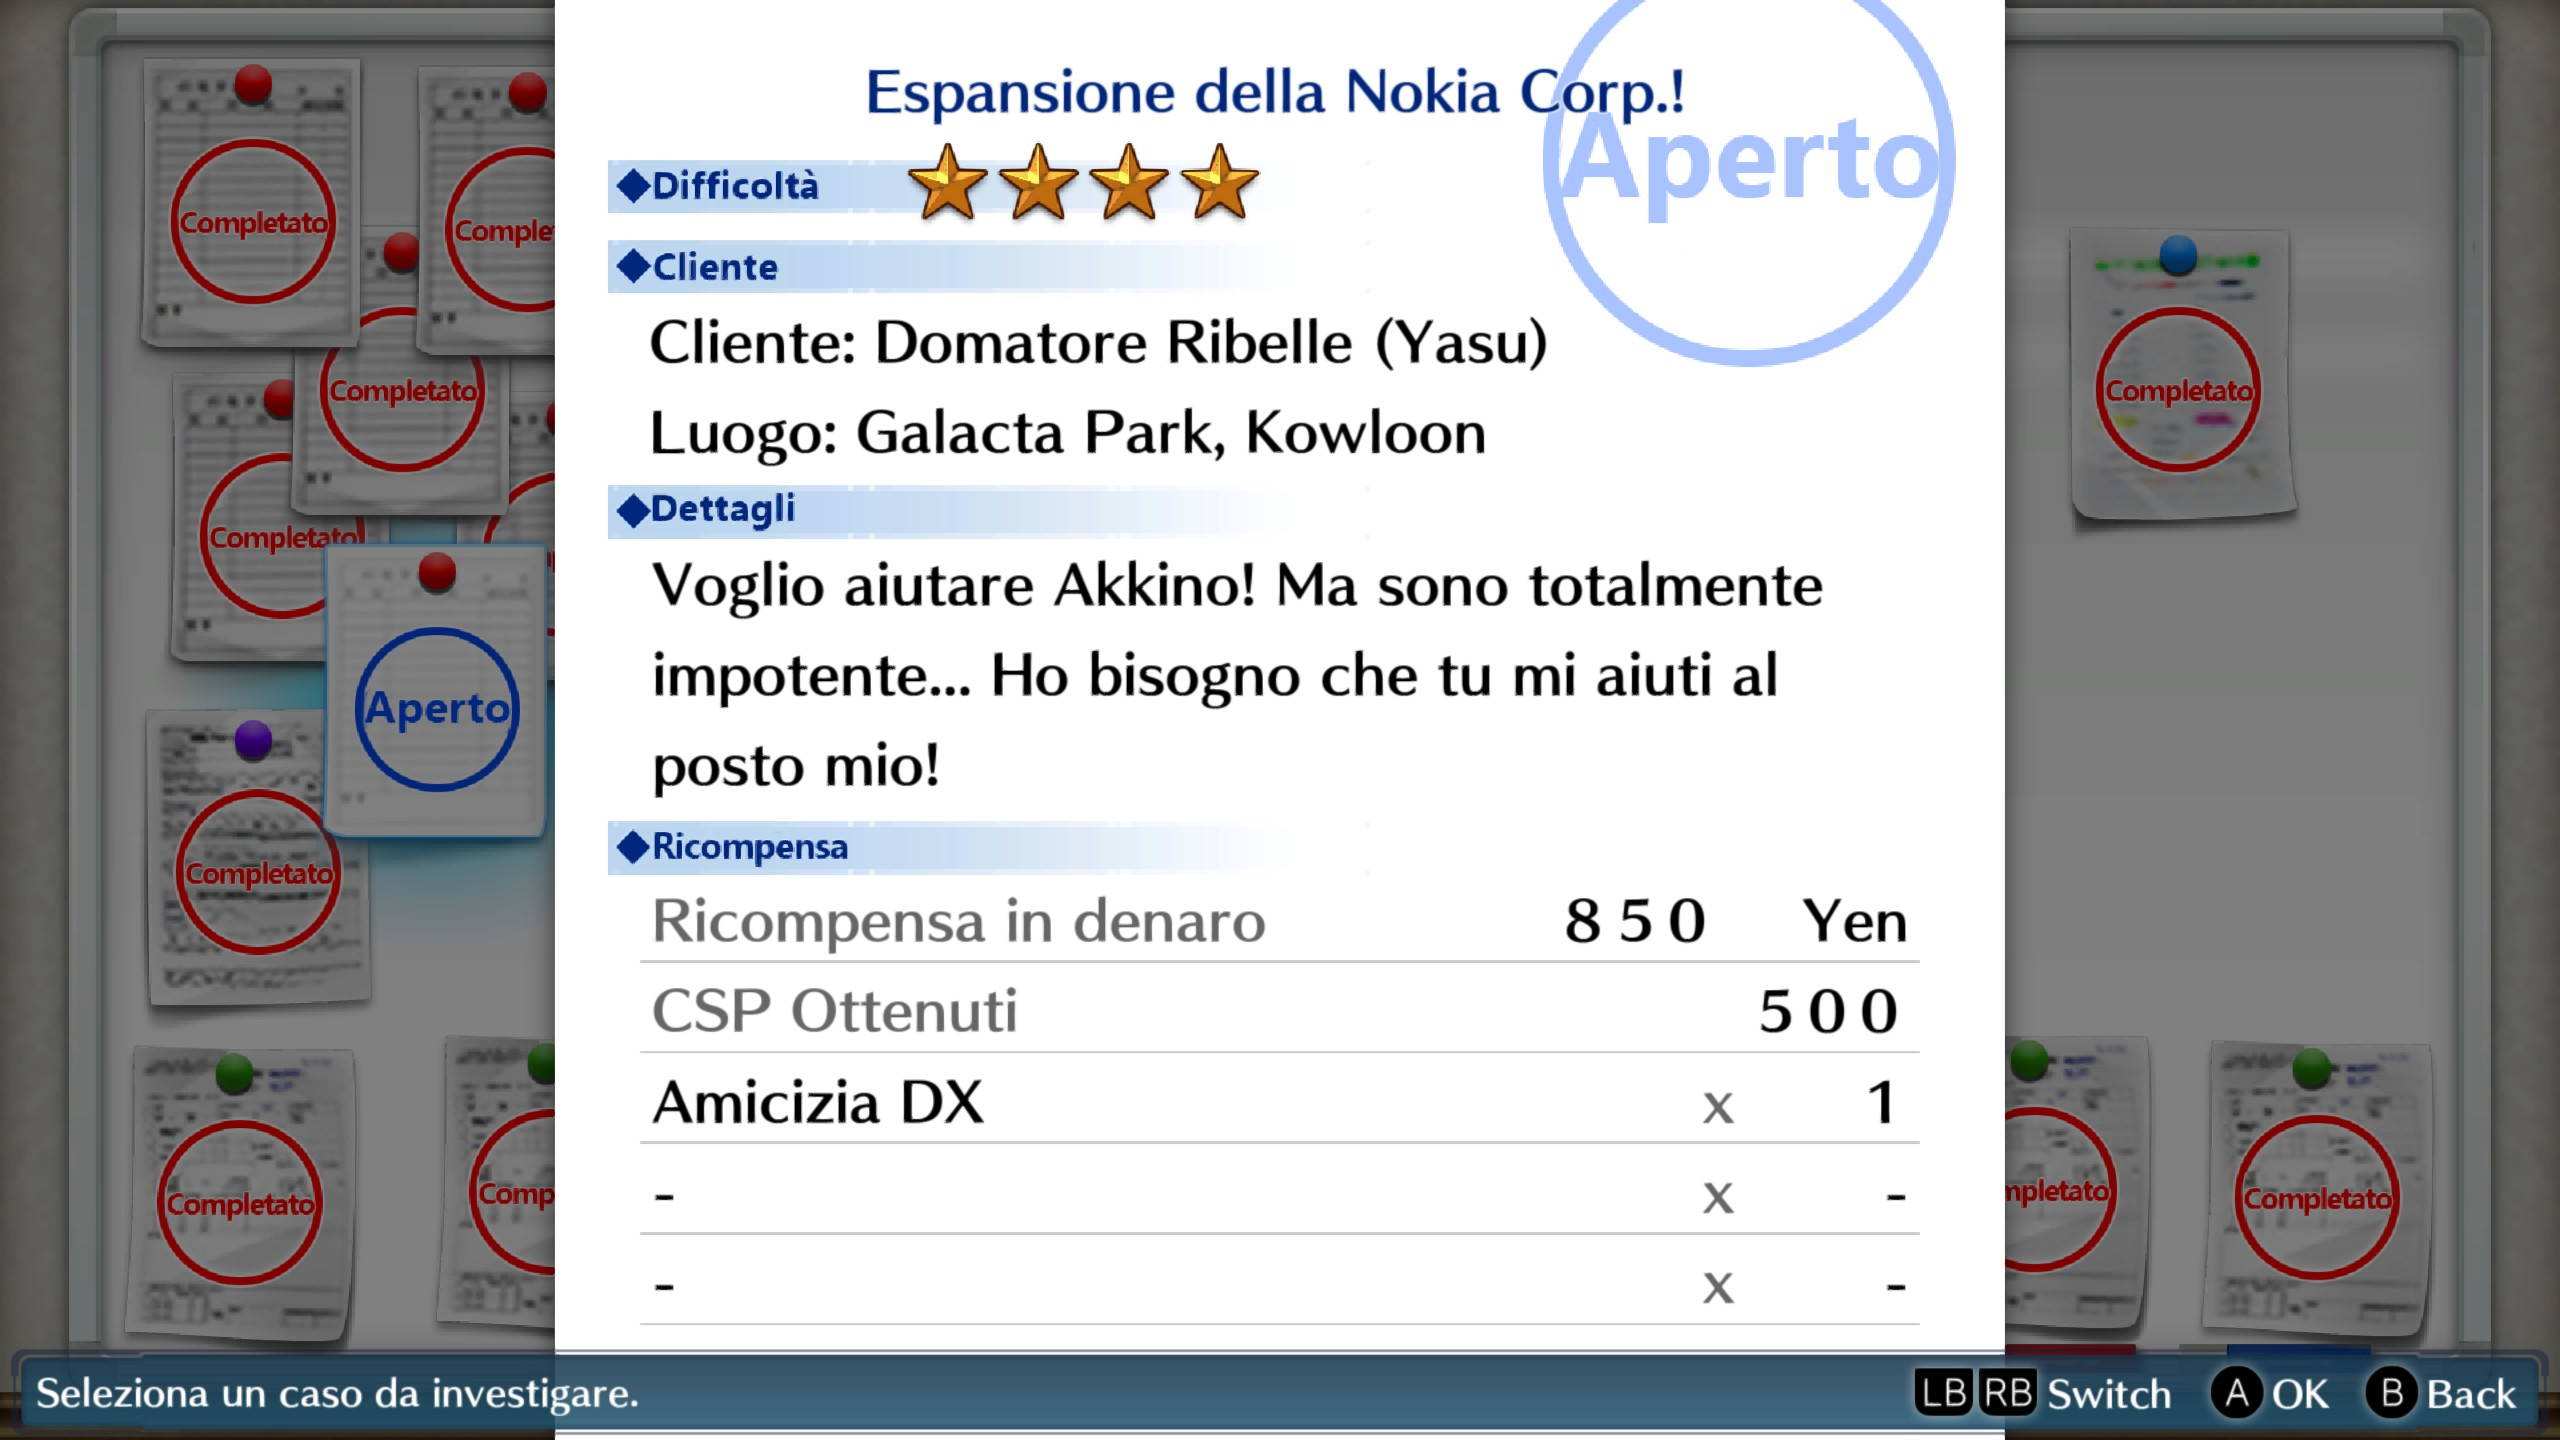 Espansione della Nokia Corp.!
Aperto
Difficoltà
Cliente
Cliente: Domatore Ribelle (Yasu)
Luogo: Galacta Park, Kowloon
Dettagli
Voglio aiutare Akkino! Ma sono totalmente
impotente... Ho bisogno che tu mi aiuti al
posto mio!
Ricompensa
Ricompensa in denaro 850 Yen
CSP Ottenuti 500
Amicizia DX x 1
- x -
- x -
Completato
Comple
Completato
Completato
Aperto
Completato
Completato
Comp
Completato
mpletato
Completato
Seleziona un caso da investigare.
LB RB Switch A OK B Back